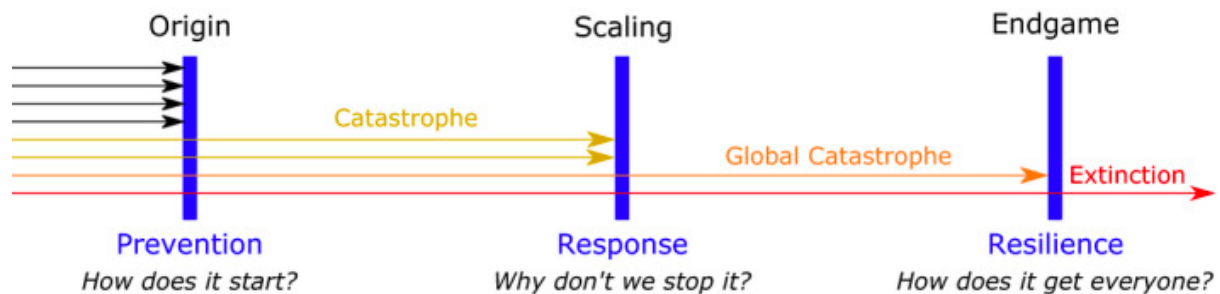 Origin
Scaling
Endgame
Catastrophe
Global Catastrophe
Extinction
Prevention
Response
Resilience
How does it start?
Why don't we stop it?
How does it get everyone?